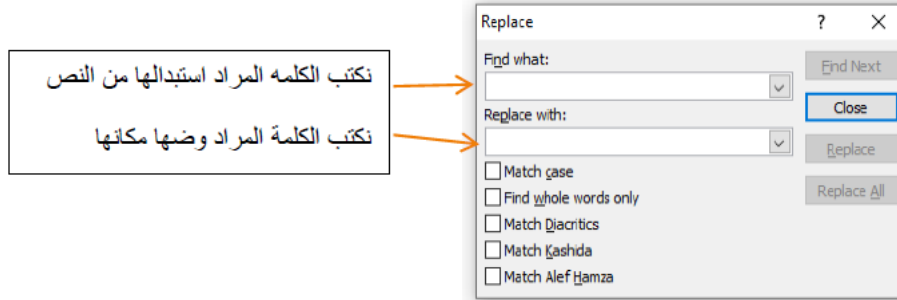 Replace ? ×
Find what:
Find Next
Close
Replace with:
Replace
Replace All
Match case
Find whole words only
Match Diacritics
Match Kashida
Match Alef Hamza
نكتب الكلمه المراد استبدالها من النص
نكتب الكلمة المراد وضها مكانها